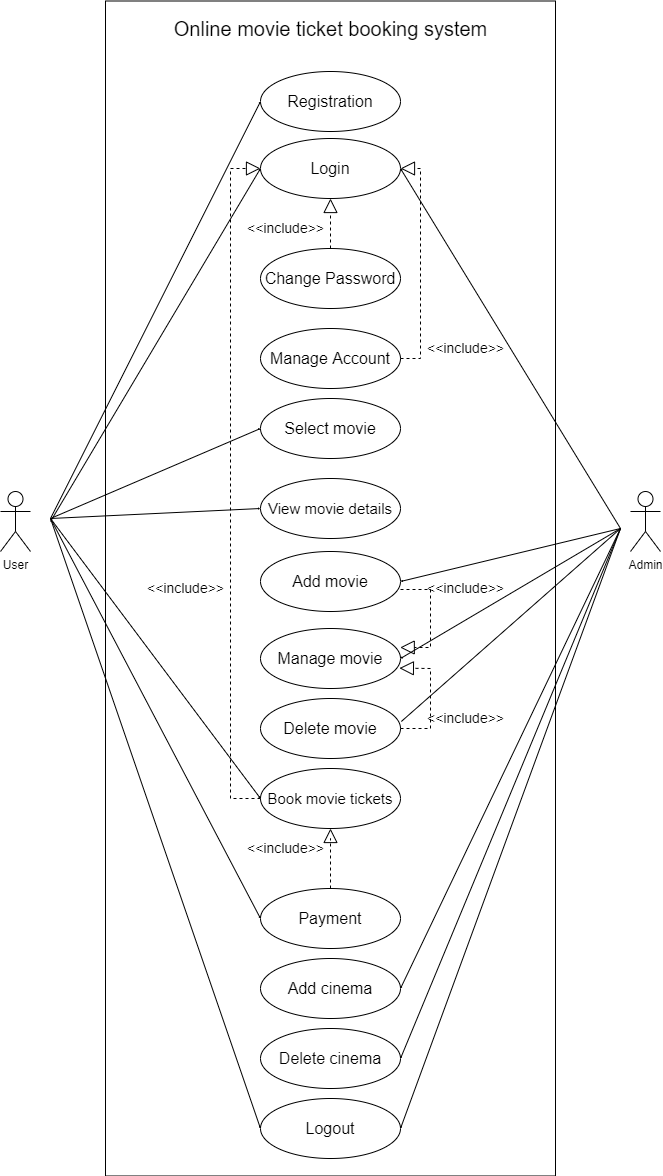 Online movie ticket booking system
Registration
Login
<<include>>
Change Password
Manage Account
<<include>>
Select movie
View movie details
User
Admin
Add movie
<<include>>
<<include>>
Manage movie
Delete movie
<<include>>
Book movie tickets
<<include>>
Payment
Add cinema
Delete cinema
Logout